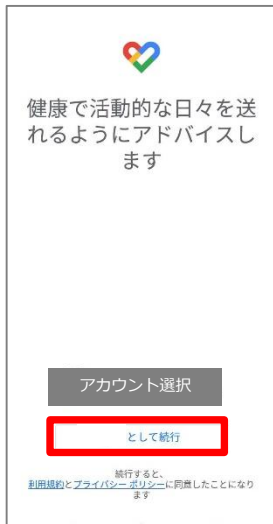 健康で活動的な日々を送
れるようにアドバイスし
ます
アカウント選択
として続行
続行すると、
利用規約とプライバシー ポリシーに同意したことになり
ます